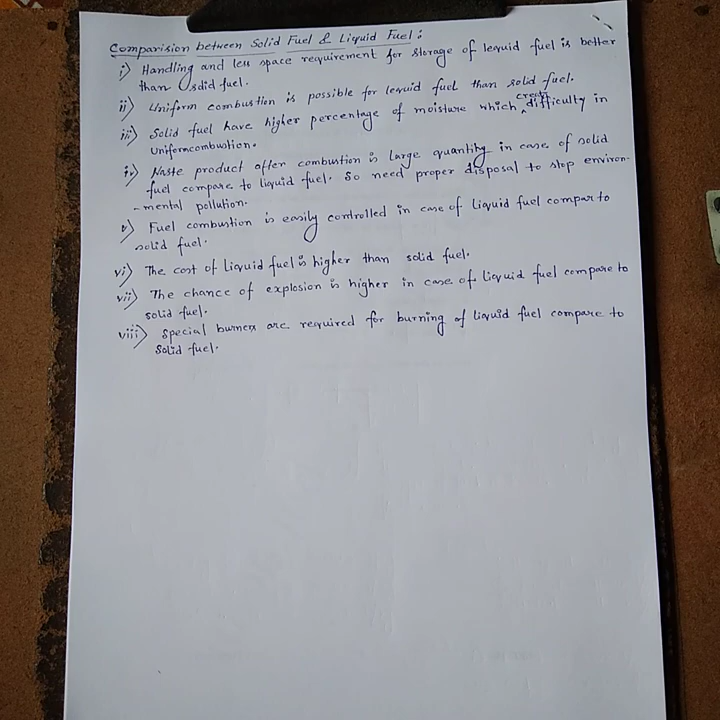 Comparision between Solid Fuel & Liquid Fuel :
i) Handling and less space requirement for storage of lequid fuel is better
than solid fuel.
ii) Uniform combustion is possible for lequid fuel than solid fuel.
iii) Solid fuel have higher percentage of moisture which create difficulty in
Uniformcombustion.
iv) Waste product after combustion is large quantity in case of solid
fuel compare to liquid fuel. So need proper disposal to stop environ-
-mental pollution.
v) Fuel combustion is easily controlled in case of liquid fuel compar to
solid fuel.
vi) The cost of liquid fuel is higher than solid fuel.
vii) The chance of explosion is higher in case of liquid fuel compare to
solid fuel.
viii) Special burners are required for burning of liquid fuel compare to
Solid fuel.